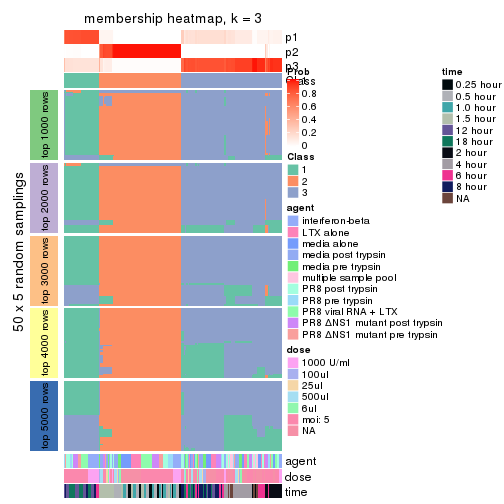 membership heatmap, k = 3
p1
p2
p3
Class
50 x 5 random samplings
top 1000 rows
top 2000 rows
top 3000 rows
top 4000 rows
top 5000 rows
agent
dose
time
Prob
1
0.8
0.6
0.4
0.2
0
Class
1
2
3
agent
interferon-beta
LTX alone
media alone
media post trypsin
media pre trypsin
multiple sample pool
PR8 post trypsin
PR8 pre trypsin
PR8 viral RNA + LTX
PR8 ΔNS1 mutant post trypsin
PR8 ΔNS1 mutant pre trypsin
dose
1000 U/ml
100ul
25ul
500ul
6ul
moi: 5
NA
time
0.25 hour
0.5 hour
1.0 hour
1.5 hour
12 hour
18 hour
2 hour
4 hour
6 hour
8 hour
NA